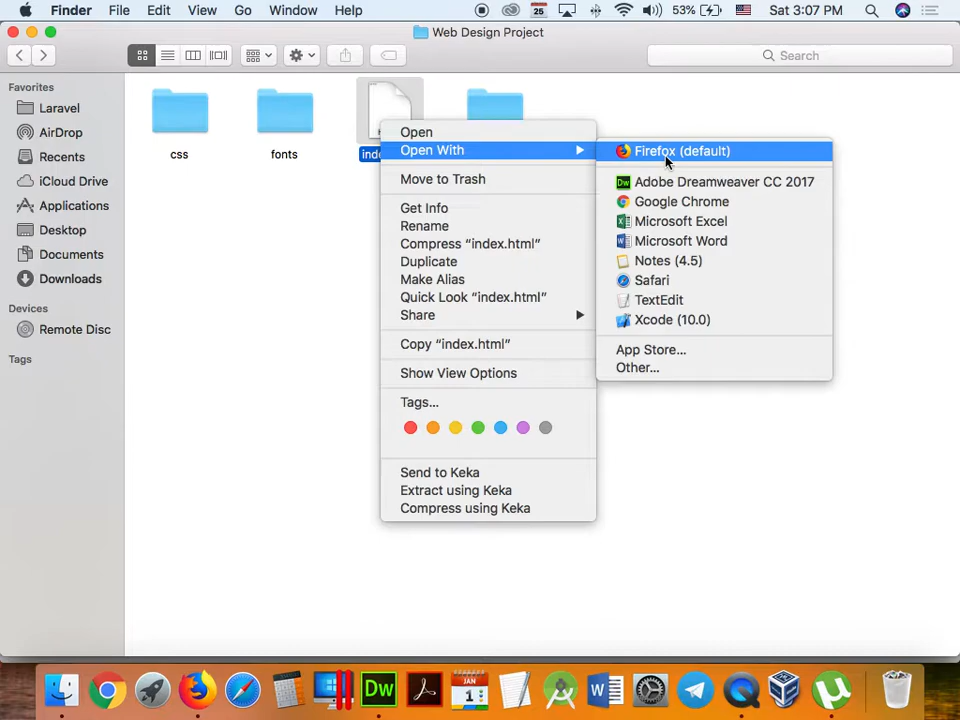 Finder File Edit View Go Window Help 25 53% Sat 3:07 PM
Web Design Project
Search
Favorites
Laravel
AirDrop
Recents
iCloud Drive
Applications
Desktop
Documents
Downloads
Devices
Remote Disc
Tags
css
fonts
Open
Open With
Move to Trash
Get Info
Rename
Compress “index.html”
Duplicate
Make Alias
Quick Look “index.html”
Share
Copy “index.html”
Show View Options
Tags...
Send to Keka
Extract using Keka
Compress using Keka
Firefox (default)
Adobe Dreamweaver CC 2017
Google Chrome
Microsoft Excel
Microsoft Word
Notes (4.5)
Safari
TextEdit
Xcode (10.0)
App Store...
Other...
Dw
JAN
1
W